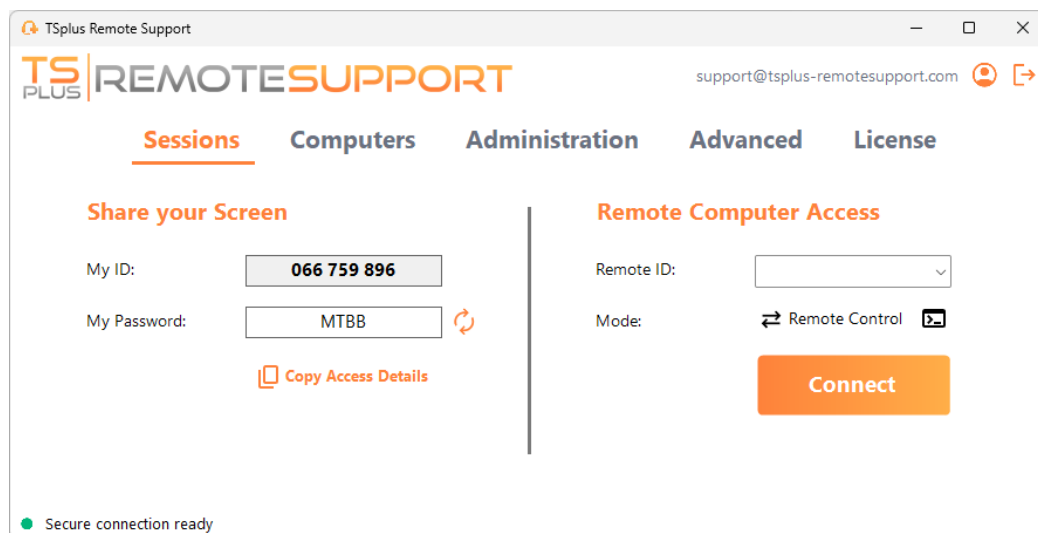 TSplus Remote Support
TS PLUS REMOTESUPPORT
support@tsplus-remotesupport.com
Sessions Computers Administration Advanced License
Share your Screen
My ID: 066 759 896
My Password: MTBB
Copy Access Details
Remote Computer Access
Remote ID:
Mode: Remote Control
Connect
Secure connection ready